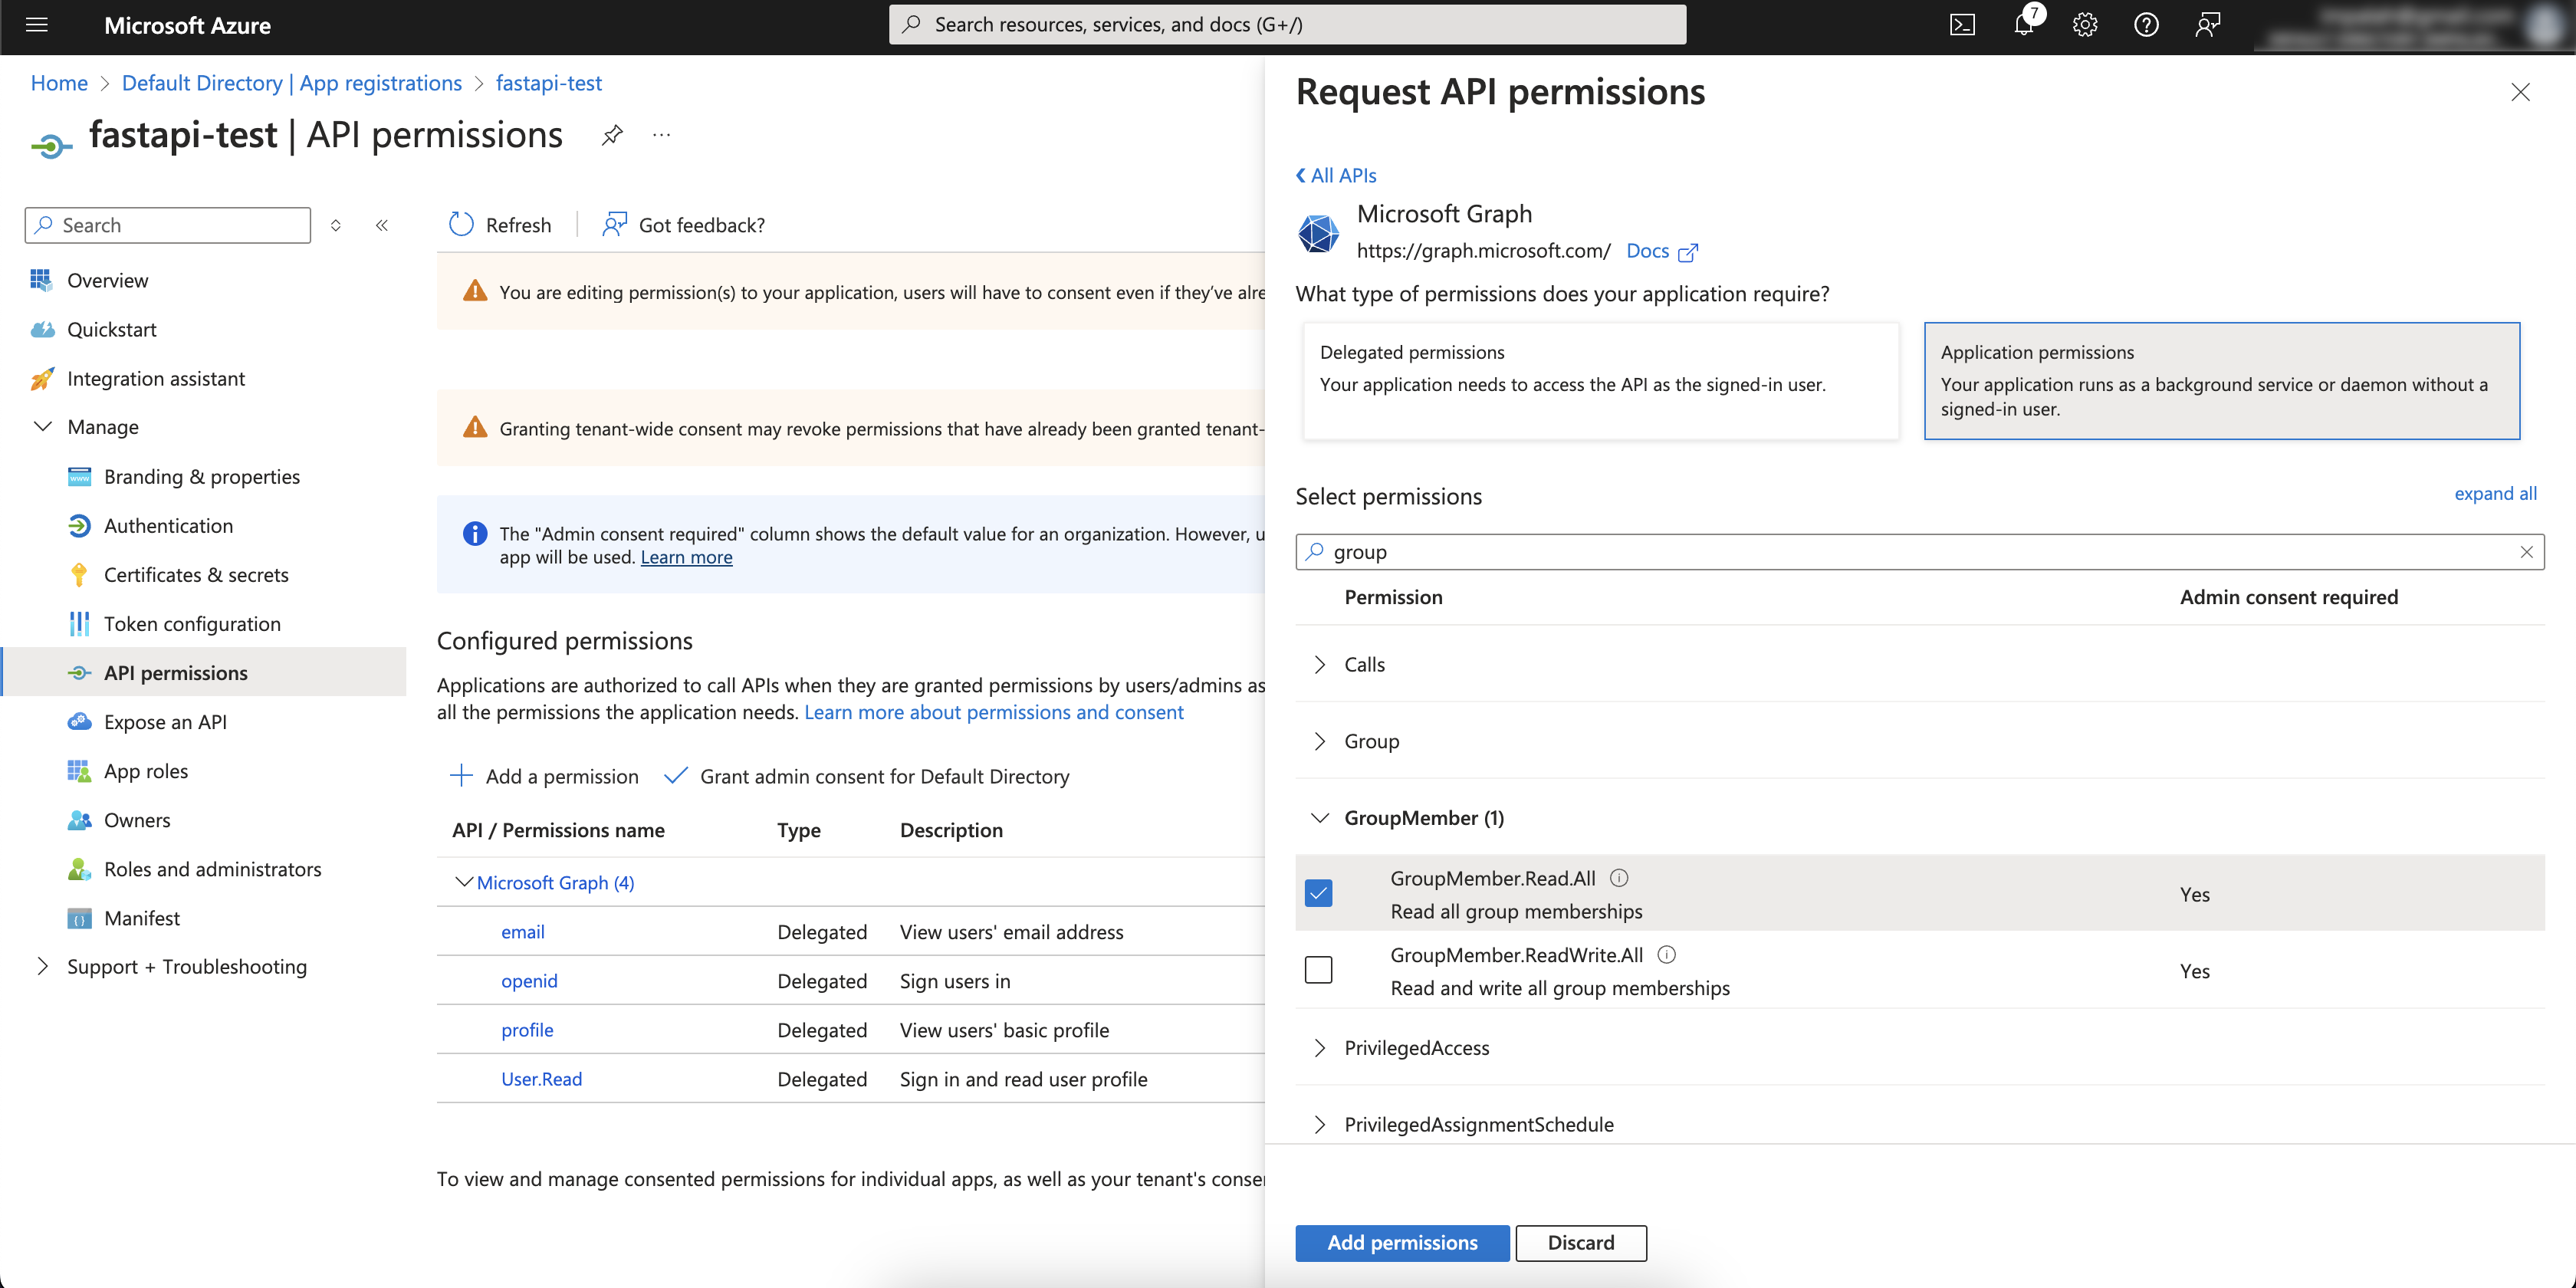 Microsoft Azure
Search resources, services, and docs (G+/)
7
Home > Default Directory | App registrations > fastapi-test
fastapi-test | API permissions
...
Search
Overview
Quickstart
Integration assistant
Manage
Branding & properties
Authentication
Certificates & secrets
Token configuration
API permissions
Expose an API
App roles
Owners
Roles and administrators
Manifest
Support + Troubleshooting
Refresh
Got feedback?
You are editing permission(s) to your application, users will have to consent even if they've alre
Granting tenant-wide consent may revoke permissions that have already been granted tenant-
The "Admin consent required" column shows the default value for an organization. However, u
app will be used. Learn more
Configured permissions
Applications are authorized to call APIs when they are granted permissions by users/admins as
all the permissions the application needs. Learn more about permissions and consent
Add a permission
Grant admin consent for Default Directory
API / Permissions name Type Description
Microsoft Graph (4)
email Delegated View users' email address
openid Delegated Sign users in
profile Delegated View users' basic profile
User.Read Delegated Sign in and read user profile
To view and manage consented permissions for individual apps, as well as your tenant's conse
Request API permissions
All APIs
Microsoft Graph
https://graph.microsoft.com/ Docs
What type of permissions does your application require?
Delegated permissions
Your application needs to access the API as the signed-in user.
Application permissions
Your application runs as a background service or daemon without a
signed-in user.
Select permissions
expand all
group
Permission Admin consent required
Calls
Group
GroupMember (1)
GroupMember.Read.All
Read all group memberships
Yes
GroupMember.ReadWrite.All
Read and write all group memberships
Yes
PrivilegedAccess
PrivilegedAssignmentSchedule
Add permissions
Discard